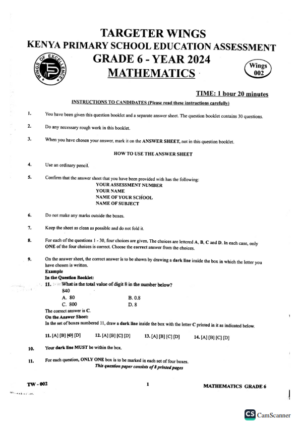 TARGETER WINGS
KENYA PRIMARY SCHOOL EDUCATION ASSESSMENT
GRADE 6 - YEAR 2024
MATHEMATICS
Wings
002
TIME: 1 hour 20 minutes
INSTRUCTIONS TO CANDIDATES (Please read these instructions carefully)
1. You have been given this question booklet and a separate answer sheet. The question booklet contains 50 questions.
2. Do any necessary rough work in this booklet.
3. When you have chosen your answer, mark it on the ANSWER SHEET, not in this question booklet.
HOW TO USE THE ANSWER SHEET
4. Use an ordinary pencil.
5. Confirm that the answer sheet that you have been provided with has the following:
YOUR ASSESSMENT NUMBER
YOUR NAME
NAME OF YOUR SCHOOL
NAME OF SUBJECT
6. Do not make any marks outside the boxes.
7. Keep the sheet as clean as possible and do not fold it.
8. For each of the questions 1 - 50, four choices are given. The choices are lettered A, B, C and D. In each case, only
ONE of the four choices is correct. Choose the correct answer from the choices.
9. On the answer sheet, the correct answer is to be shown by drawing a dark line inside the box in which the letter you
have chosen is written.
Example
In the Question Booklet:
11. What is the total value of digit 8 in the number below?
840
A. 80 B. 0.8
C. 800 D. 8
The correct answer is C.
On the Answer Sheet:
In the set of boxes numbered 11, draw a dark line inside the box with the letter C printed in it as indicated below.
11. [A] [B] [C] [D] 12. [A] [B] [C] [D] 13. [A] [B] [C] [D] 14. [A] [B] [C] [D]
10. Your dark line MUST be within the box.
11. For each question, ONLY ONE box is to be marked in each set of four boxes.
This question paper consists of 8 printed pages
TW - 002 1 MATHEMATICS GRADE 6
CS CamScanner